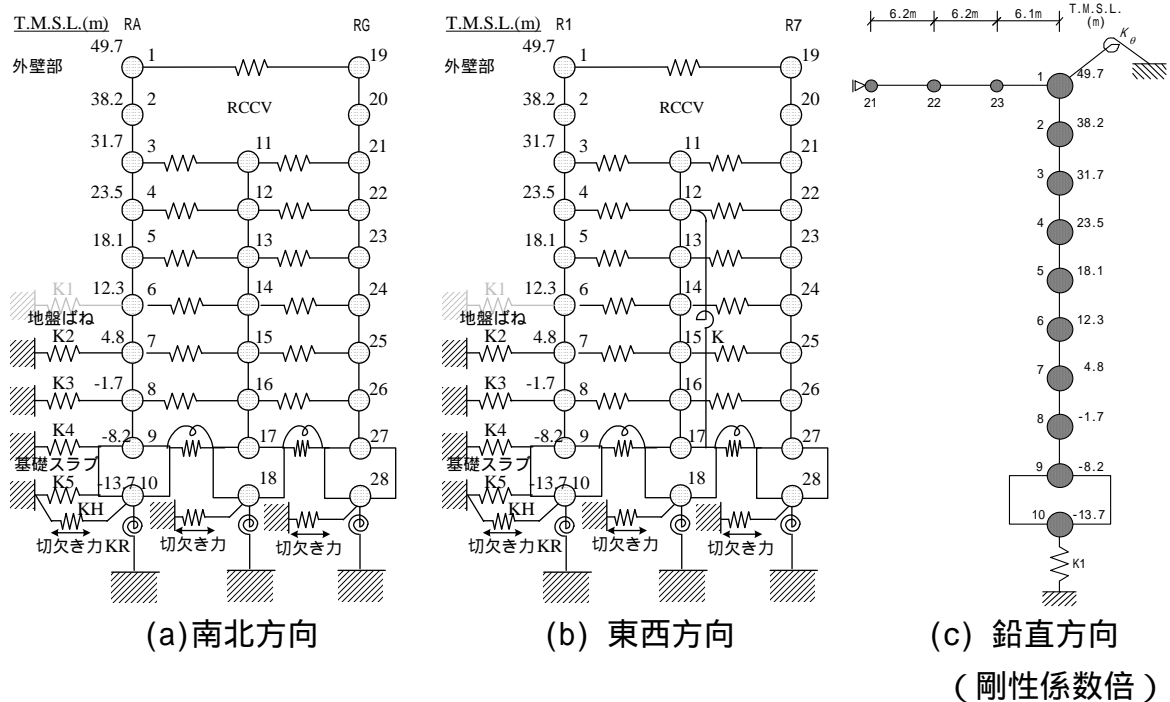 T.M.S.L.(m) RA RG
49.7 1 19
外壁部
38.2 2 20
RCCV
31.7 3 11 21
23.5 4 12 22
18.1 5 13 23
K1 12.3 6 14 24
地盤ばね
K2 4.8 7 15 25
K3 -1.7 8 16 26
K4 -8.2 9 17 27
基礎スラブ
K5 -13.7 10 18 28
KH
切欠き力 KR 切欠き力 切欠き力
(a)南北方向
T.M.S.L.(m) R1 R7
49.7 1 19
外壁部
38.2 2 20
RCCV
31.7 3 11 21
23.5 4 12 22
18.1 5 13 23
K1 12.3 6 14 24
地盤ばね
K2 4.8 7 15 K 25
K3 -1.7 8 16 26
K4 -8.2 9 17 27
基礎スラブ
K5 -13.7 10 18 28
KH
切欠き力 KR 切欠き力 切欠き力
(b) 東西方向
6.2m 6.2m 6.1m T.M.S.L.
(m)
Kθ
1 49.7
21 22 23
2 38.2
3 31.7
4 23.5
5 18.1
6 12.3
7 4.8
8 -1.7
9 -8.2
10 -13.7
K1
(c) 鉛直方向
(剛性係数倍)